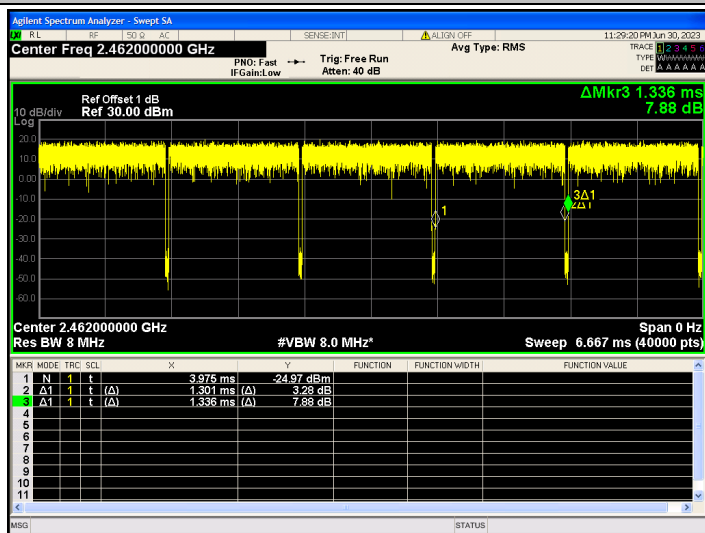 Agilent Spectrum Analyzer - Swept SA
RL RF 50 Ω AC SENSE:INT ALIGN OFF 11:29:20 PM Jun 30, 2023
Center Freq 2.462000000 GHz
PNO: Fast
IFGain:Low
Trig: Free Run
Atten: 40 dB
Avg Type: RMS
TRACE 1 2 3 4 5 6
TYPE
DET A A A A A A
ΔMkr3 1.336 ms
7.88 dB
Ref Offset 1 dB
10 dB/div Ref 30.00 dBm
Log
20.0
10.0
0.00
-10.0
-20.0
-30.0
-40.0
-50.0
-60.0
1
3Δ1
2Δ1
Center 2.462000000 GHz Span 0 Hz
Res BW 8 MHz #VBW 8.0 MHz* Sweep 6.667 ms (40000 pts)
MKR MODE TRC SCL X Y FUNCTION FUNCTION WIDTH FUNCTION VALUE
1 N 1 t 3.975 ms -24.97 dBm
2 Δ1 1 t (Δ) 1.301 ms (Δ) 3.28 dB
3 Δ1 1 t (Δ) 1.336 ms (Δ) 7.88 dB
4
5
6
7
8
9
10
11
MSG STATUS